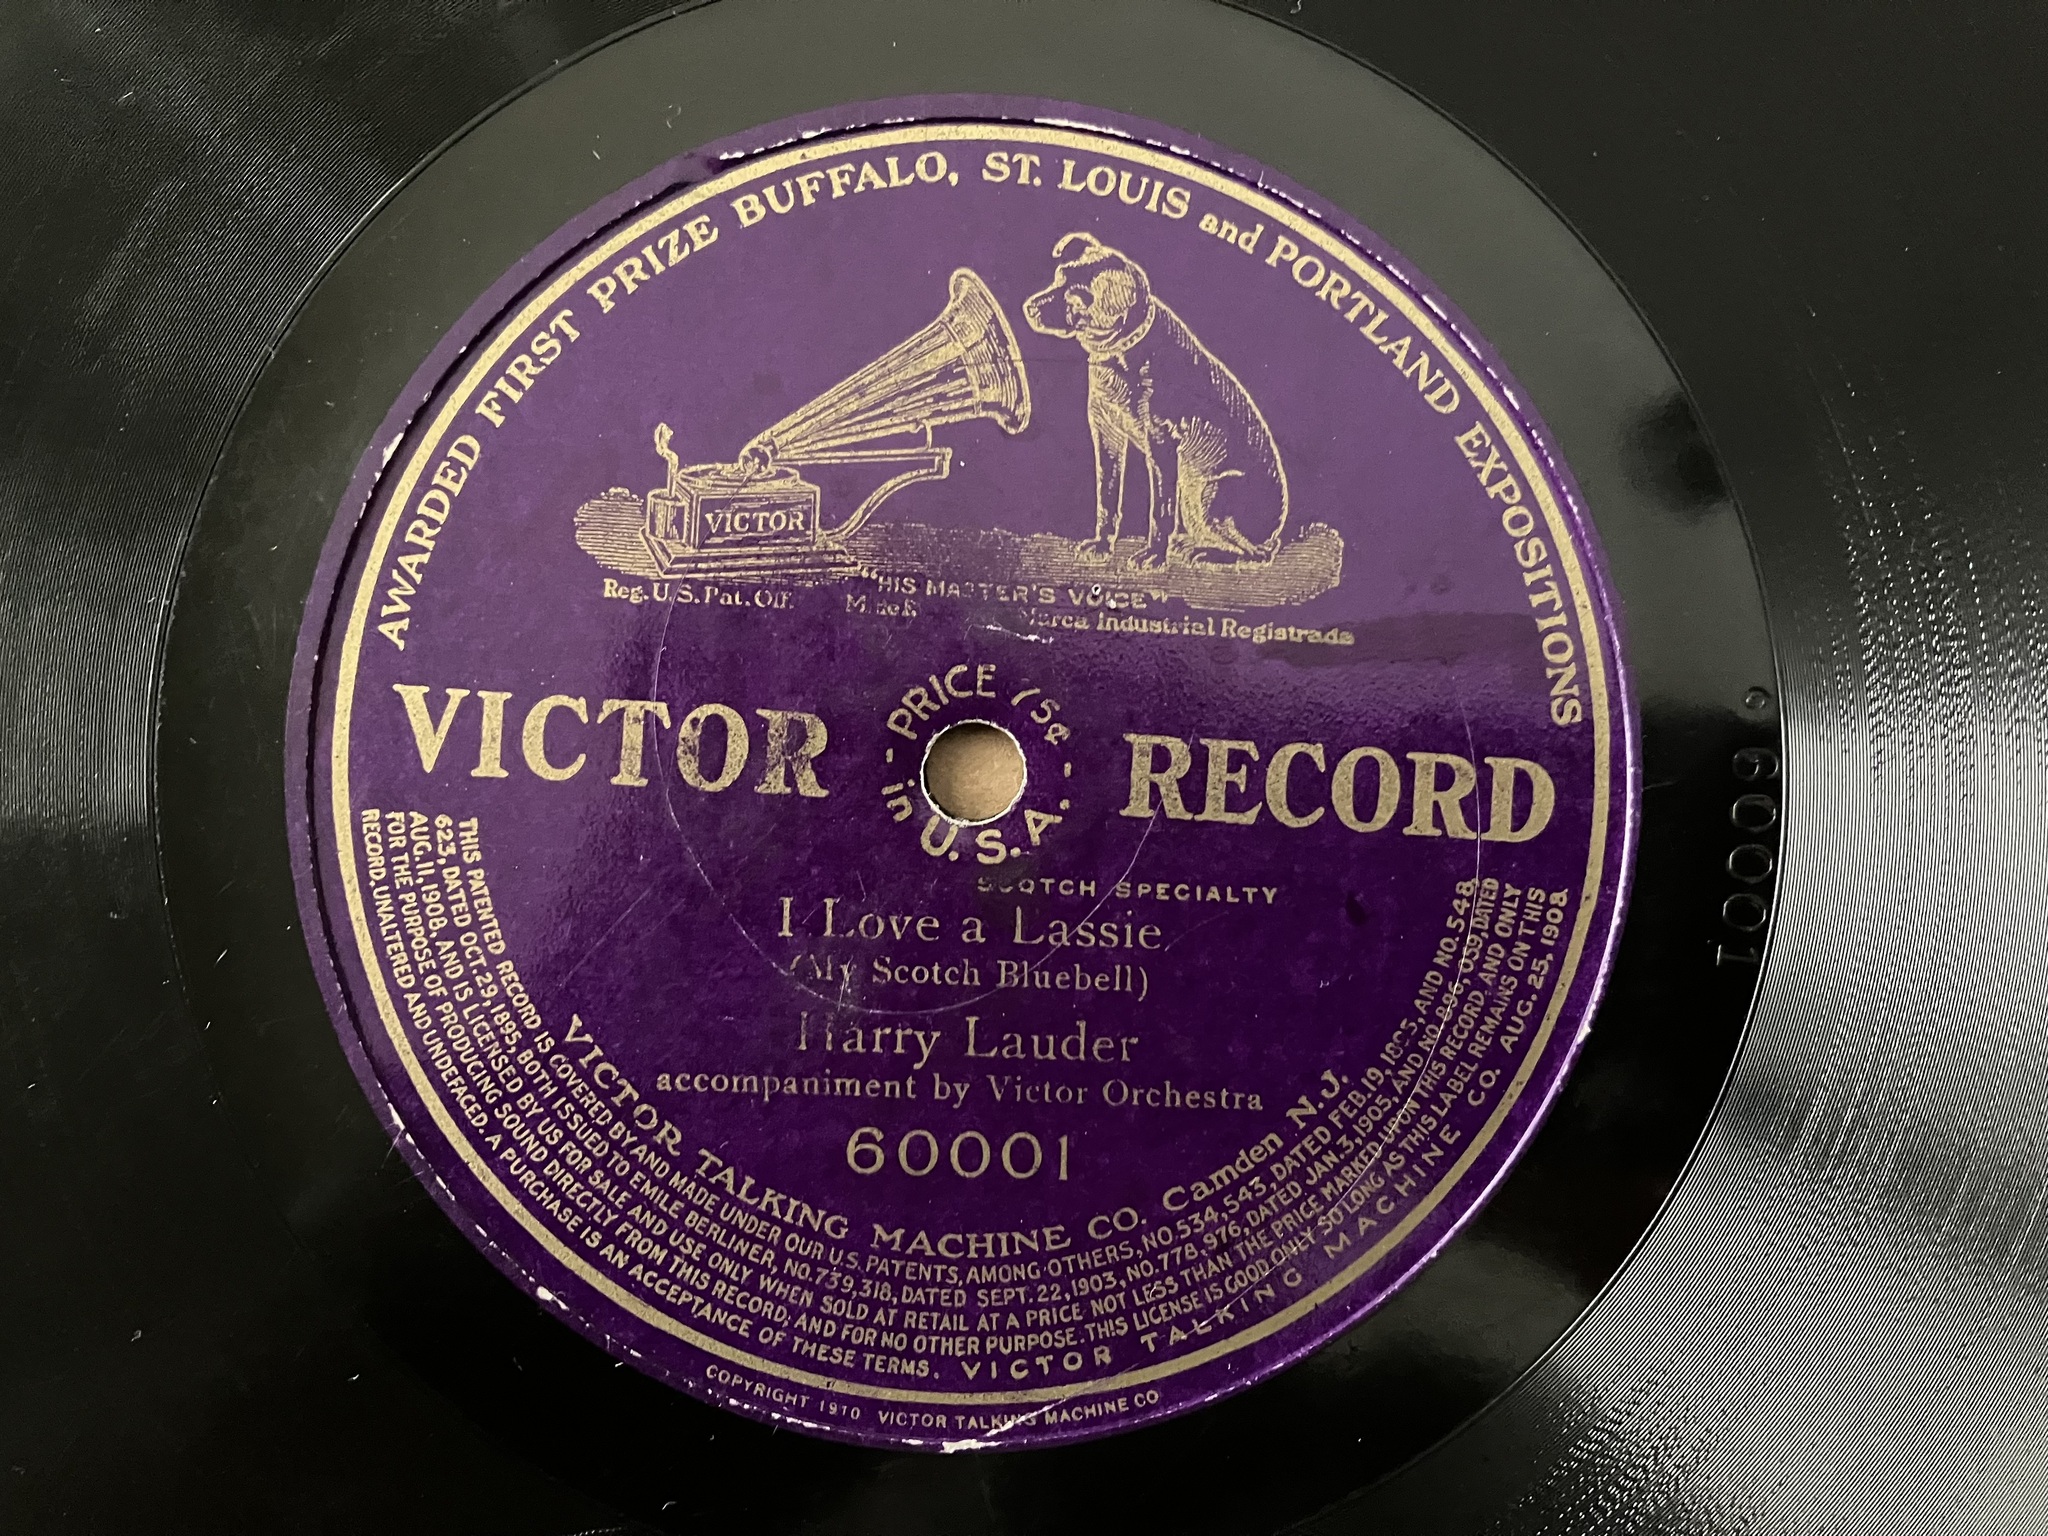 AWARDED FIRST PRIZE BUFFALO, ST. LOUIS and PORTLAND EXPOSITIONS
VICTOR
"HIS MASTER'S VOICE"
Reg. U.S. Pat. Off.
Marca Industrial Registrada
PRICE 75¢
VICTOR RECORD
in U.S.A.
SCOTCH SPECIALTY
I Love a Lassie
(My Scotch Bluebell)
Harry Lauder
accompaniment by Victor Orchestra
60001
VICTOR TALKING MACHINE CO. Camden N.J.
THIS PATENTED RECORD IS COVERED BY AND MADE UNDER OUR U.S. PATENTS, AMONG OTHERS, NO. 534,543, DATED FEB. 19, 1895, AND NO. 548,
623, DATED OCT. 29, 1895, BOTH ISSUED TO EMILE BERLINER, NO. 739,318, DATED SEPT. 22, 1903, NO. 778,976, DATED JAN. 3, 1905, AND NO. 896,059, DATED
AUG. 11, 1908, AND IS LICENSED BY US FOR SALE AND USE ONLY WHEN SOLD AT RETAIL AT A PRICE NOT LESS THAN THE PRICE MARKED UPON THIS RECORD, AND ONLY
FOR THE PURPOSE OF PRODUCING SOUND DIRECTLY FROM THIS RECORD; AND FOR NO OTHER PURPOSE. THIS LICENSE IS GOOD ONLY SO LONG AS THIS LABEL REMAINS ON THIS
RECORD, UNALTERED AND UNDEFACED. A PURCHASE IS AN ACCEPTANCE OF THESE TERMS. VICTOR TALKING MACHINE CO. AUG. 25, 1908.
COPYRIGHT 1910 VICTOR TALKING MACHINE CO
60001